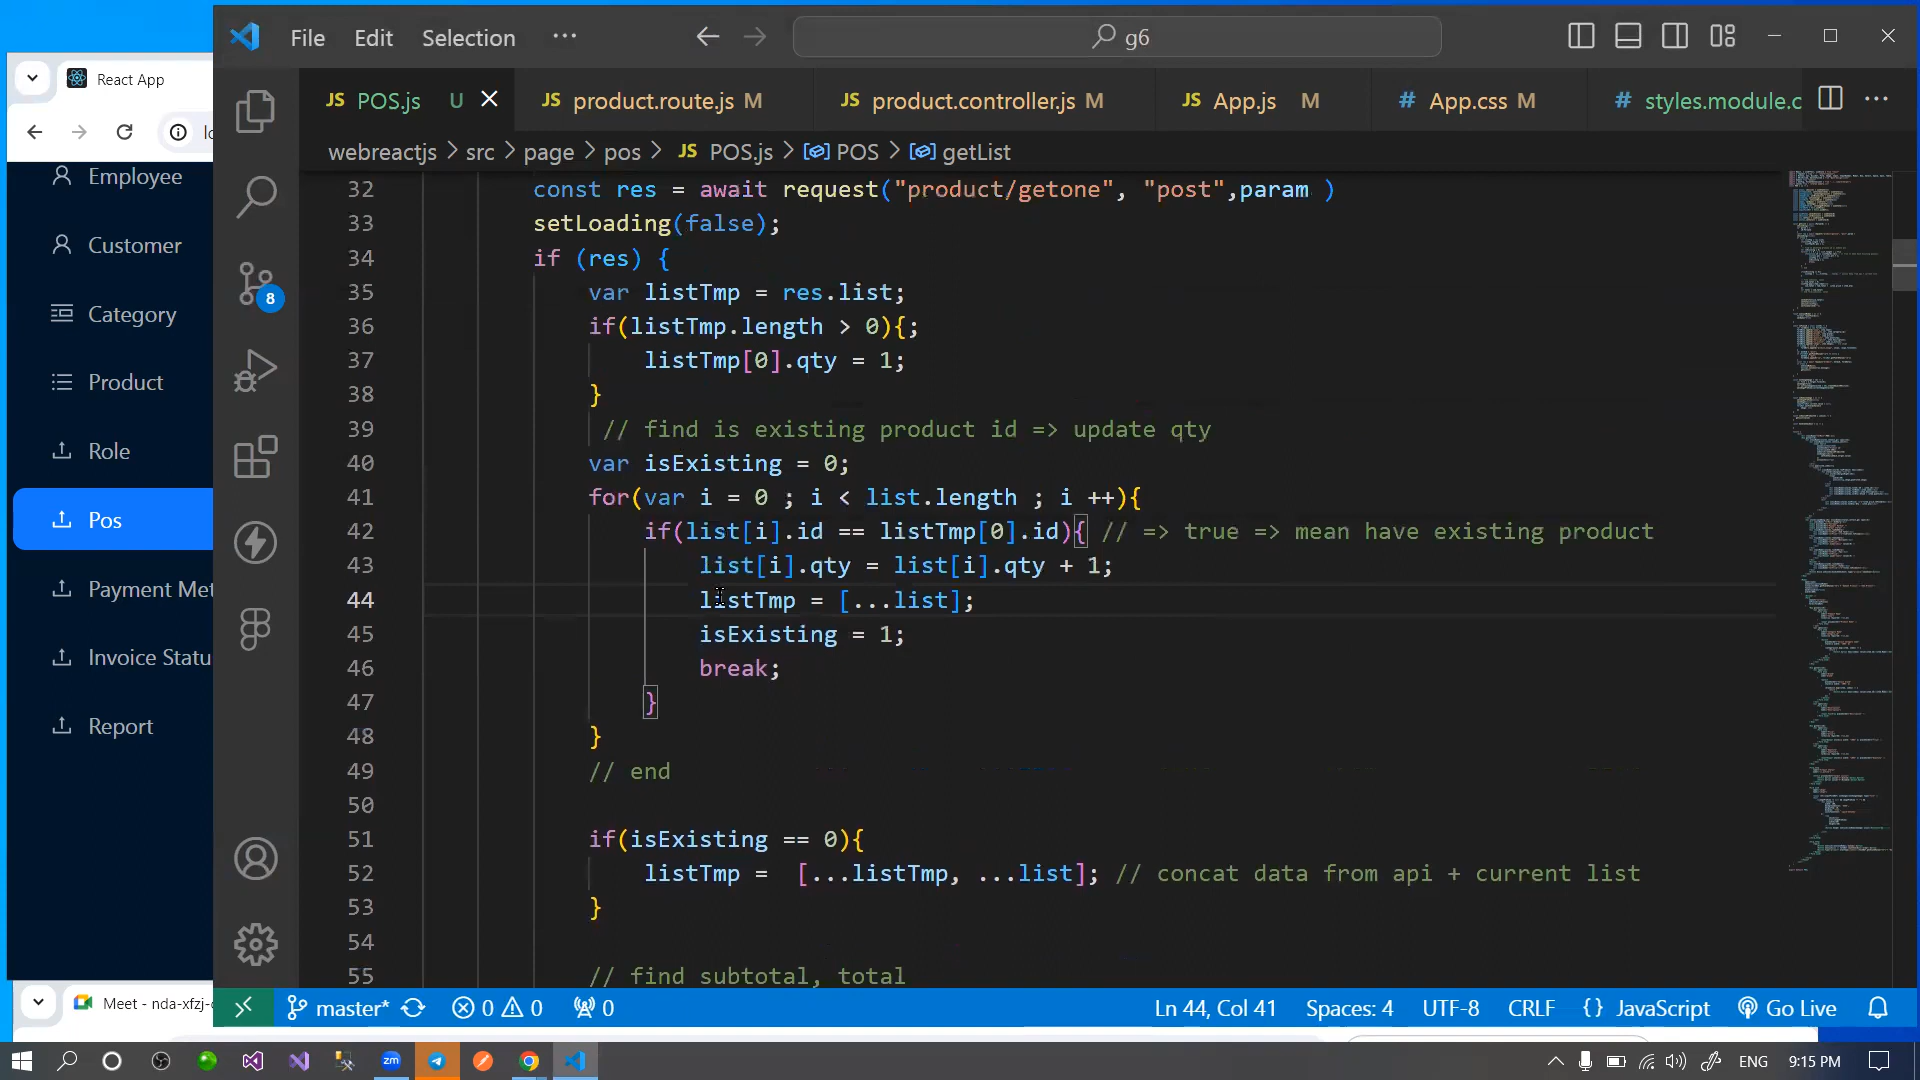 File Edit Selection ···
g6
React App
JS POS.js U
JS product.route.js M
JS product.controller.js M
JS App.js M
# App.css M
# styles.module.c
webreactjs > src > page > pos > JS POS.js > POS > getList
Employee
Customer
Category
Product
Role
Pos
Payment Met
Invoice Statu
Report
8
32 const res = await request("product/getone", "post",param )
33 setLoading(false);
34 if (res) {
35 var listTmp = res.list;
36 if(listTmp.length > 0){;
37 listTmp[0].qty = 1;
38 }
39 // find is existing product id => update qty
40 var isExisting = 0;
41 for(var i = 0 ; i < list.length ; i ++){
42 if(list[i].id == listTmp[0].id){ // => true => mean have existing product
43 list[i].qty = list[i].qty + 1;
44 listTmp = [...list];
45 isExisting = 1;
46 break;
47 }
48 }
49 // end
50
51 if(isExisting == 0){
52 listTmp = [...listTmp, ...list]; // concat data from api + current list
53 }
54
55 // find subtotal, total
Meet - nda-xfzj-
master* 0 0 0
Ln 44, Col 41 Spaces: 4 UTF-8 CRLF {} JavaScript Go Live
zm
ENG 9:15 PM